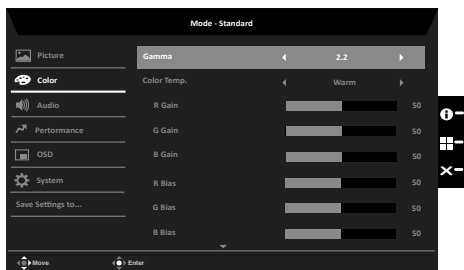 Mode - Standard
Picture
Gamma 2.2
Color
Color Temp. Warm
Audio
R Gain 50
Pertormance
G Gain 50
OSD
B Gain 50
System
R Bias 50
Save Settings to...
G Bias 50
B Bias 50
Move Enter